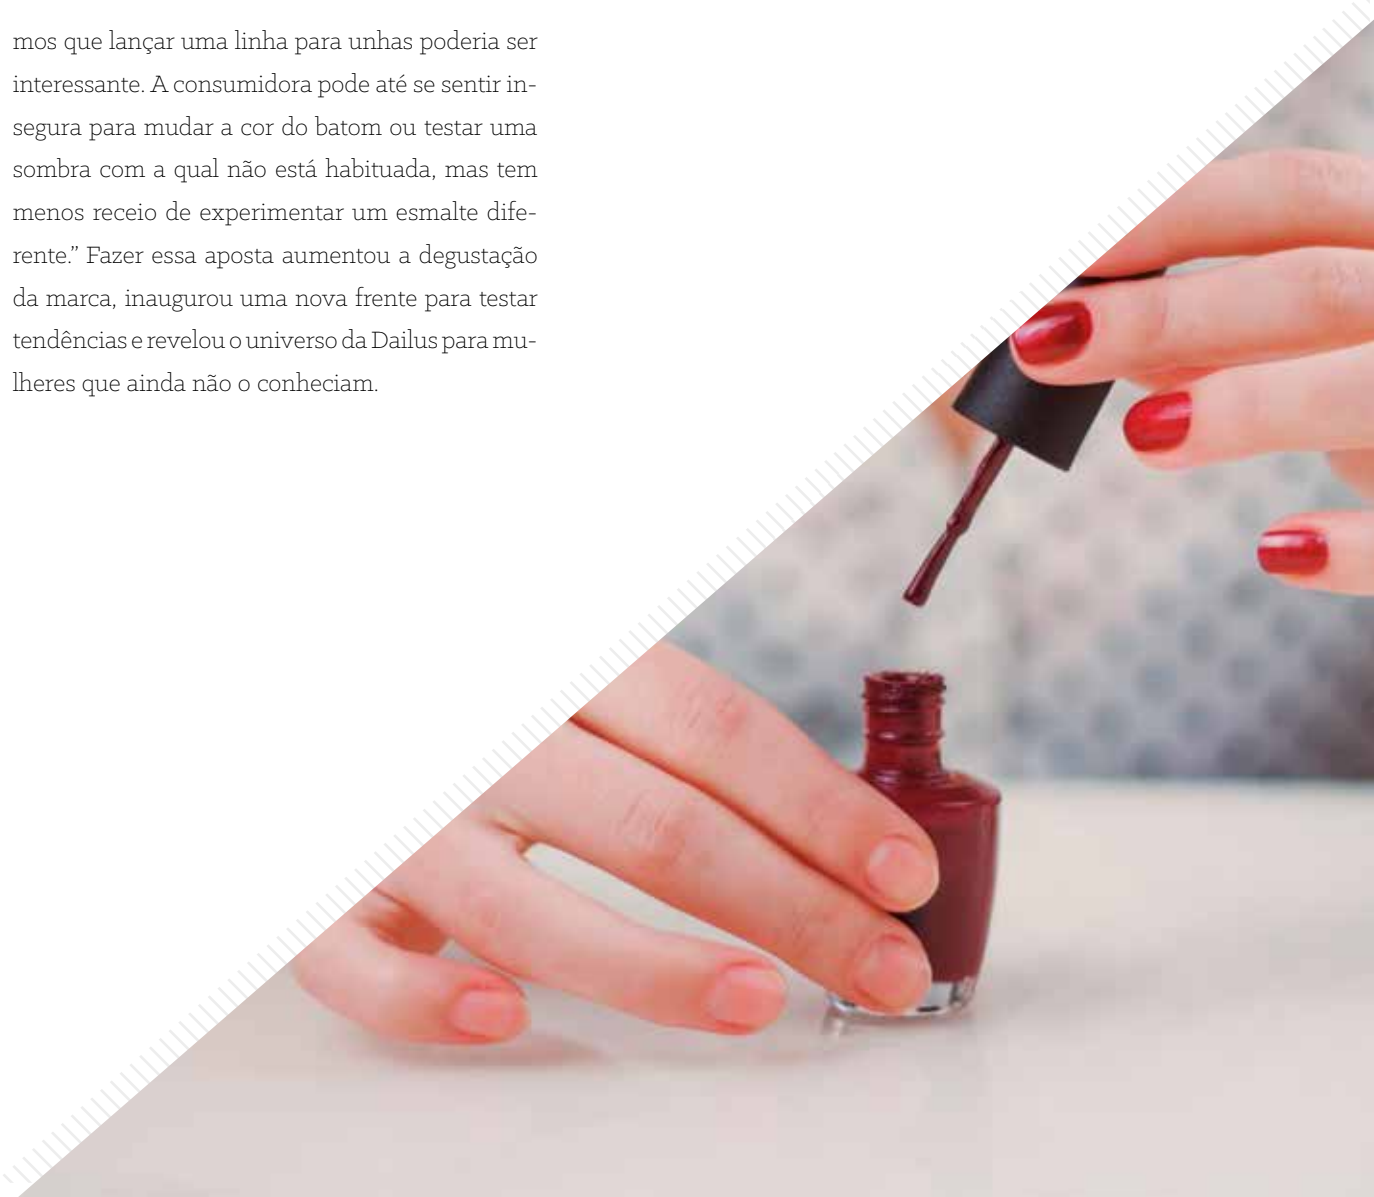 mos que lançar uma linha para unhas poderia ser
interessante. A consumidora pode até se sentir in-
segura para mudar a cor do batom ou testar uma
sombra com a qual não está habituada, mas tem
menos receio de experimentar um esmalte dife-
rente.” Fazer essa aposta aumentou a degustação
da marca, inaugurou uma nova frente para testar
tendências e revelou o universo da Dailus para mu-
lheres que ainda não o conheciam.